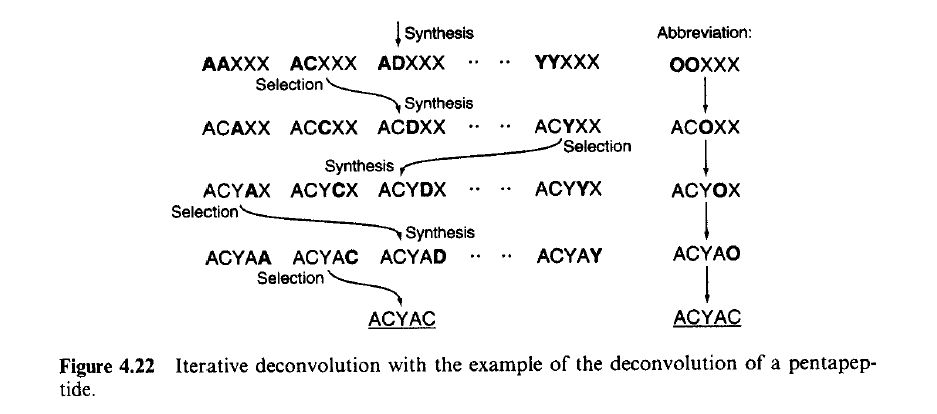 Synthesis Abbreviation:
AAXXX ACXXX ADXXX ·· ·· YYXXX OOXXX
Selection
Synthesis
ACAXX ACCXX ACDXX ·· ·· ACYXX ACOXX
Selection
Synthesis
ACYAX ACYCX ACYDX ·· ·· ACYYX ACYOX
Selection
Synthesis
ACYAA ACYAC ACYAD ·· ·· ACYAY ACYAO
Selection
ACYAC ACYAC
Figure 4.22 Iterative deconvolution with the example of the deconvolution of a pentapep-
tide.